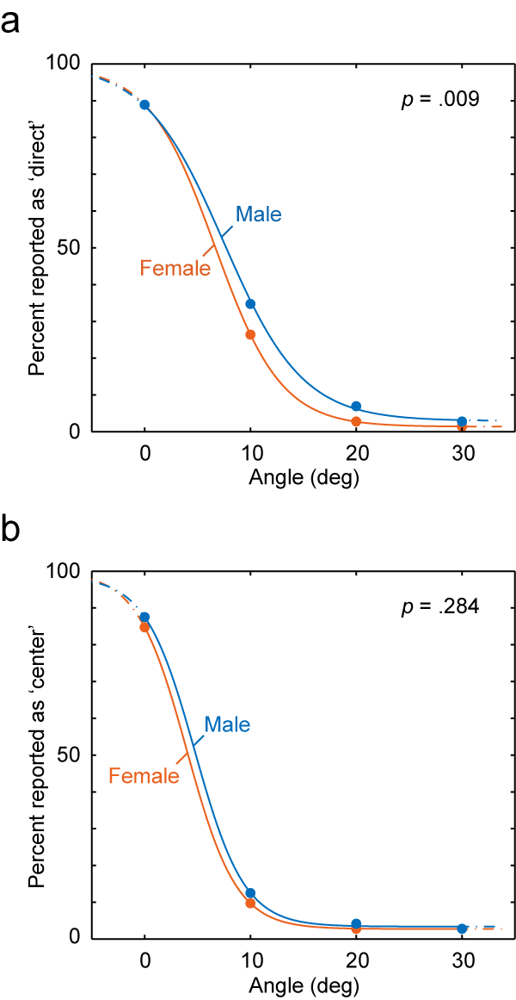 a
100
p = .009
Percent reported as ‘direct’
Male
50
Female
0
0 10 20 30
Angle (deg)
b
100
p = .284
Percent reported as ‘center’
Male
50
Female
0
0 10 20 30
Angle (deg)